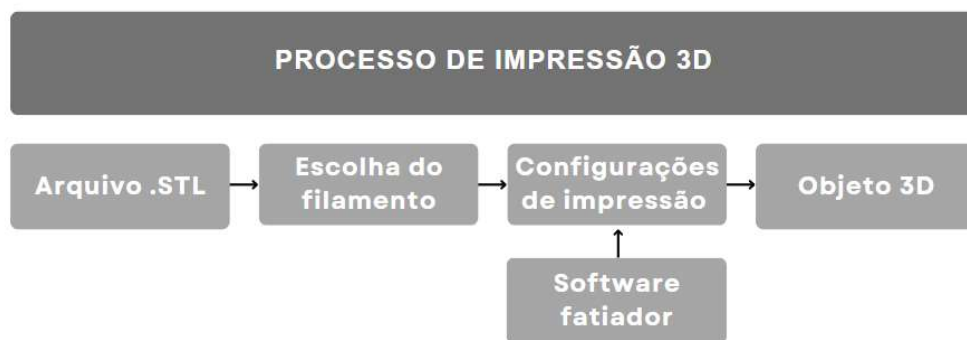 PROCESSO DE IMPRESSÃO 3D
Arquivo .STL
Escolha do
filamento
Configurações
de impressão
Objeto 3D
Software
fatiador